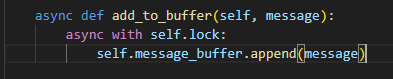 async def add_to_buffer(self, message):
    async with self.lock:
        self.message_buffer.append(message)